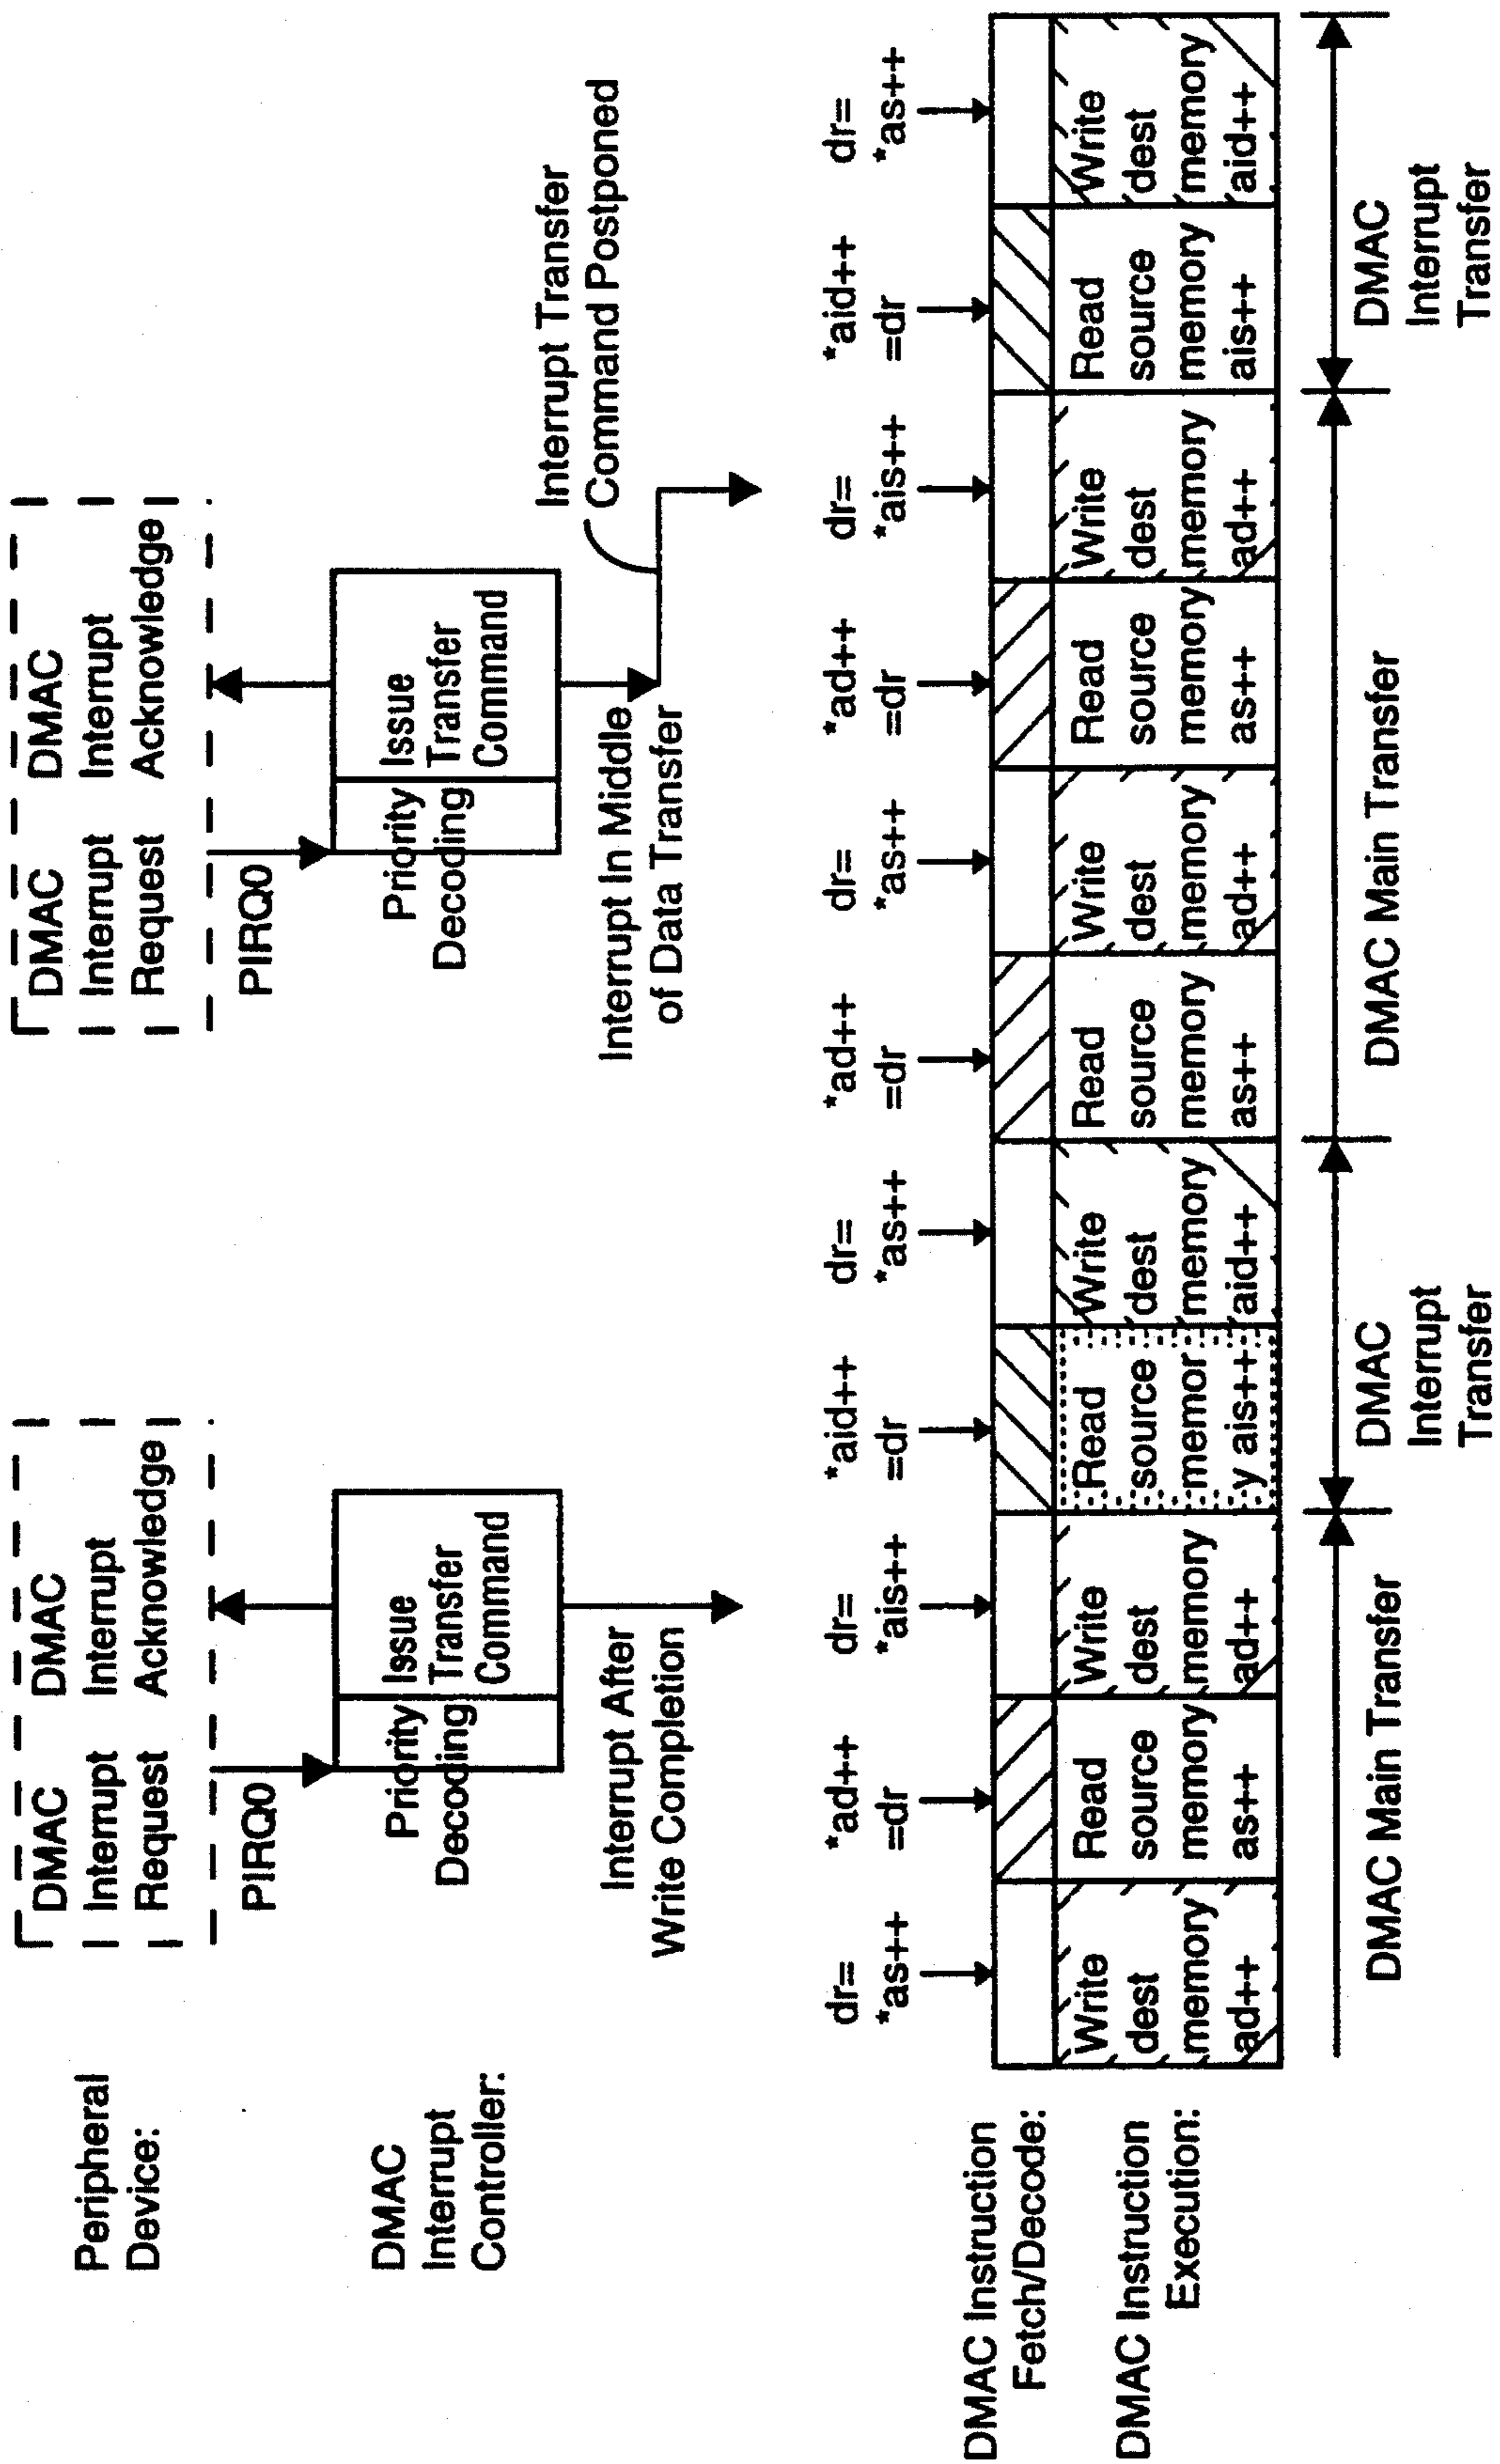 Peripheral
Device:
DMAC
Interrupt
Request
DMAC
Interrupt
Acknowledge
DMAC
Interrupt
Request
DMAC
Interrupt
Acknowledge
PIRQ0
PIRQ0
DMAC
Interrupt
Controller:
Priority
Decoding
Issue
Transfer
Command
Priority
Decoding
Issue
Transfer
Command
Interrupt After
Write Completion
Interrupt In Middle
of Data Transfer
Interrupt Transfer
Command Postponed
dr=
*as++
*ad++
=dr
dr=
*ais++
*aid++
=dr
dr=
*as++
*ad++
=dr
dr=
*as++
*ad++
=dr
dr=
*ais++
*aid++
=dr
dr=
*as++
DMAC Instruction
Fetch/Decode:
DMAC Instruction
Execution:
Write
dest
memory
ad++
Read
source
memory
as++
Write
dest
memory
ad++
Read
source
memor
y ais++
Write
dest
memory
aid++
Read
source
memory
as++
Write
dest
memory
ad++
Read
source
memory
as++
Write
dest
memory
ad++
Read
source
memory
ais++
Write
dest
memory
aid++
DMAC Main Transfer
DMAC
Interrupt
Transfer
DMAC Main Transfer
DMAC
Interrupt
Transfer